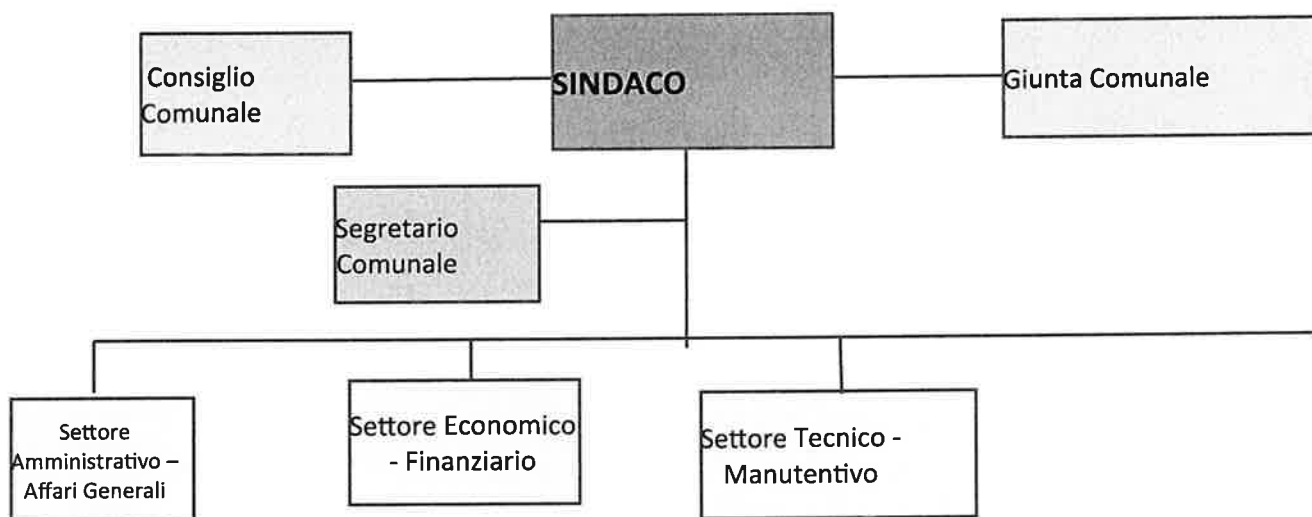 Consiglio
Comunale
SINDACO
Giunta Comunale
Segretario
Comunale
Settore
Amministrativo –
Affari Generali
Settore Economico
- Finanziario
Settore Tecnico -
Manutentivo